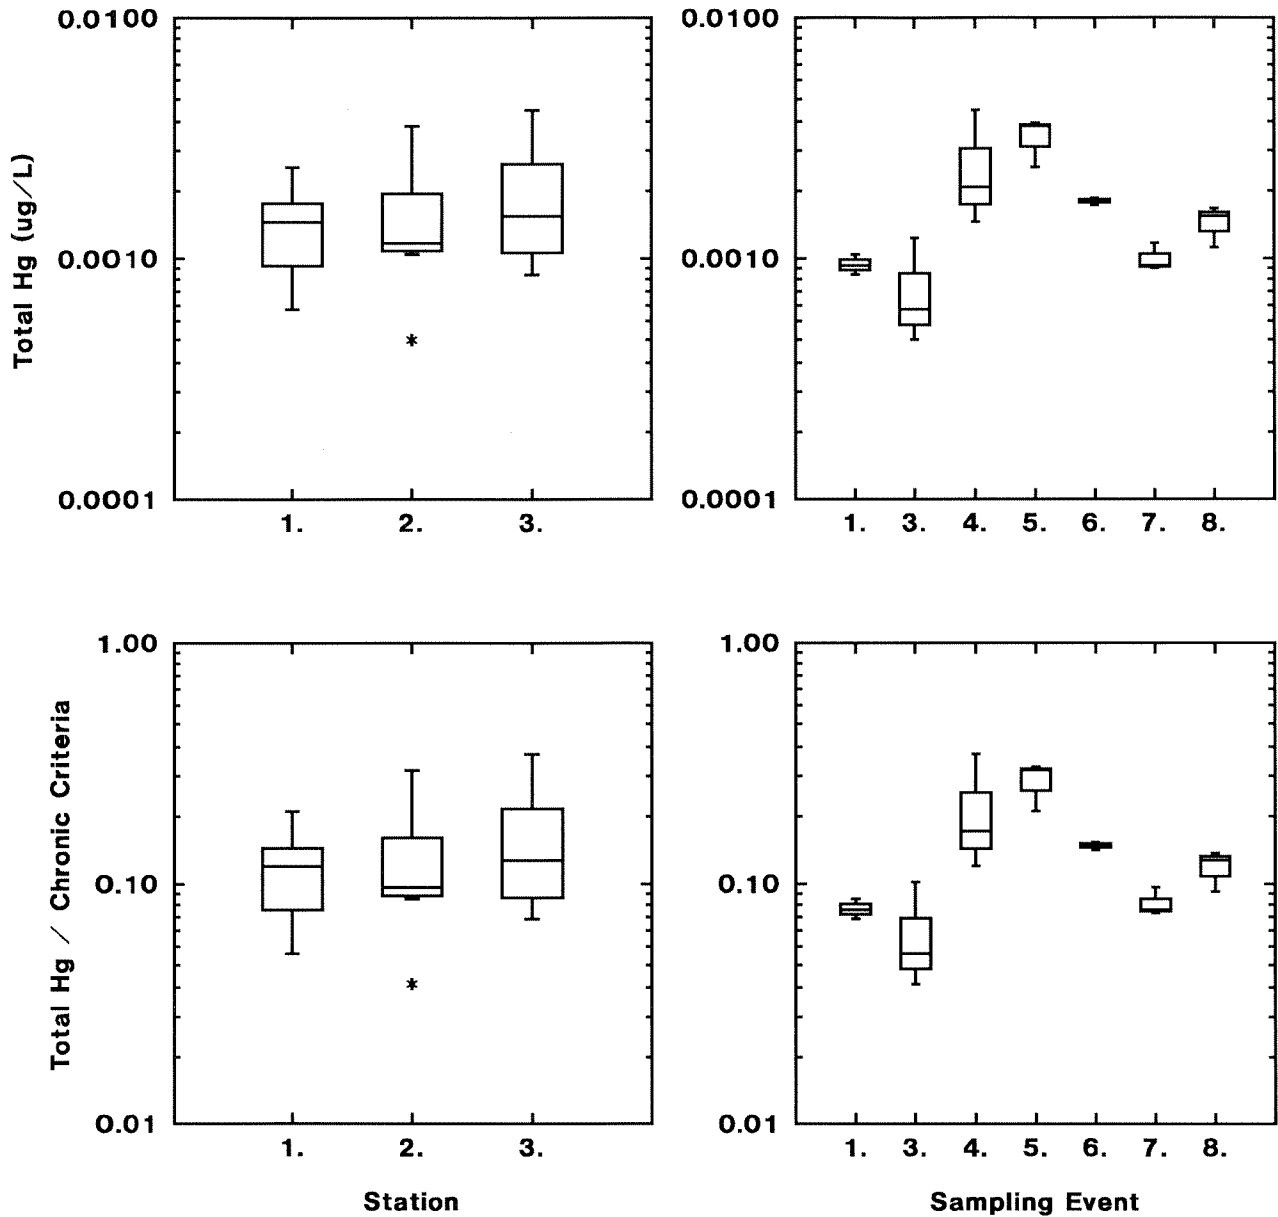 0.0100
0.0010
0.0001
Total Hg (ug/L)
1. 2. 3.
0.0100
0.0010
0.0001
1. 3. 4. 5. 6. 7. 8.
1.00
0.10
0.01
Total Hg / Chronic Criteria
1. 2. 3.
Station
1.00
0.10
0.01
1. 3. 4. 5. 6. 7. 8.
Sampling Event